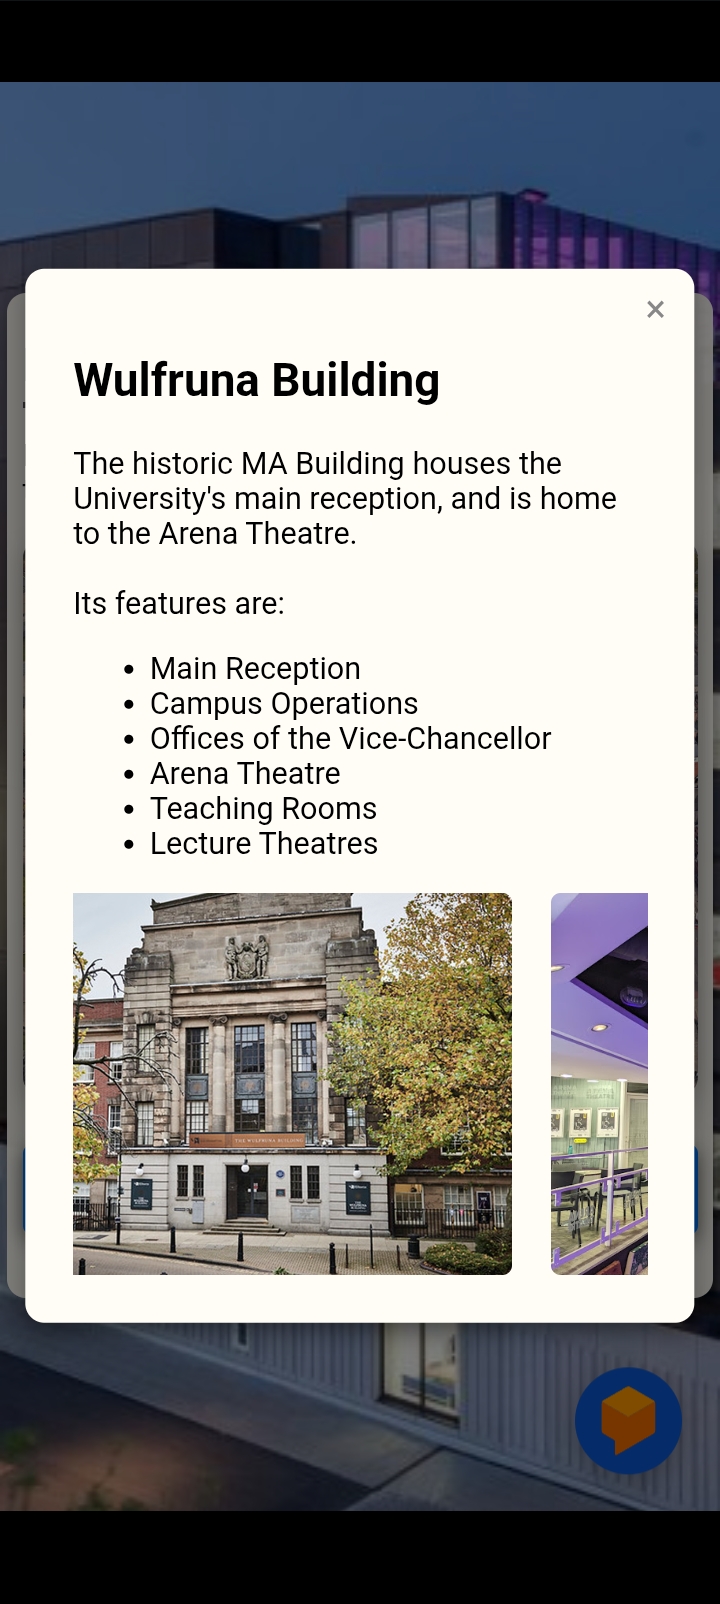 ×
Wulfruna Building
The historic MA Building houses the
University's main reception, and is home
to the Arena Theatre.
Its features are:
• Main Reception
• Campus Operations
• Offices of the Vice-Chancellor
• Arena Theatre
• Teaching Rooms
• Lecture Theatres
THE WULFRUNA BUILDING